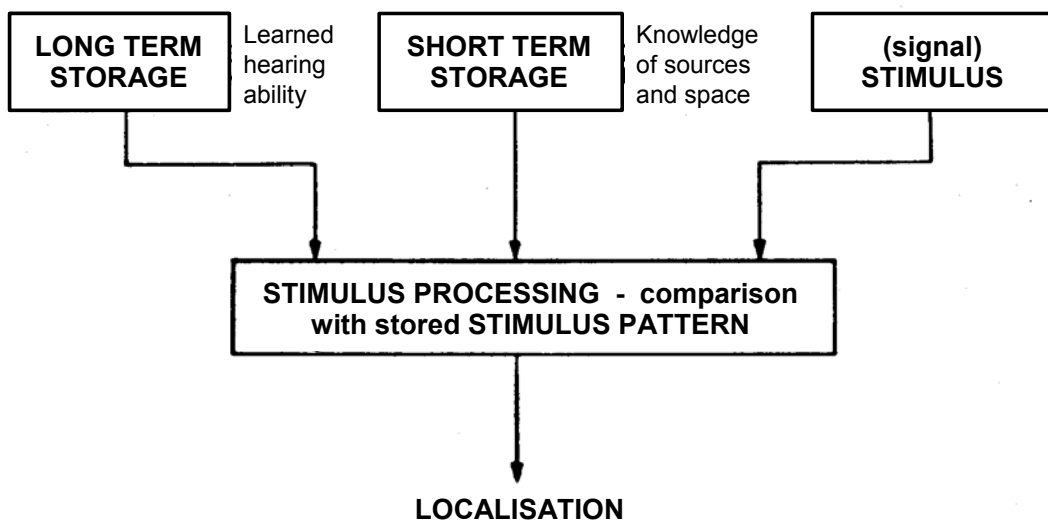 LONG TERM
STORAGE
Learned
hearing
ability
SHORT TERM
STORAGE
Knowledge
of sources
and space
(signal)
STIMULUS
STIMULUS PROCESSING - comparison
with stored STIMULUS PATTERN
LOCALISATION